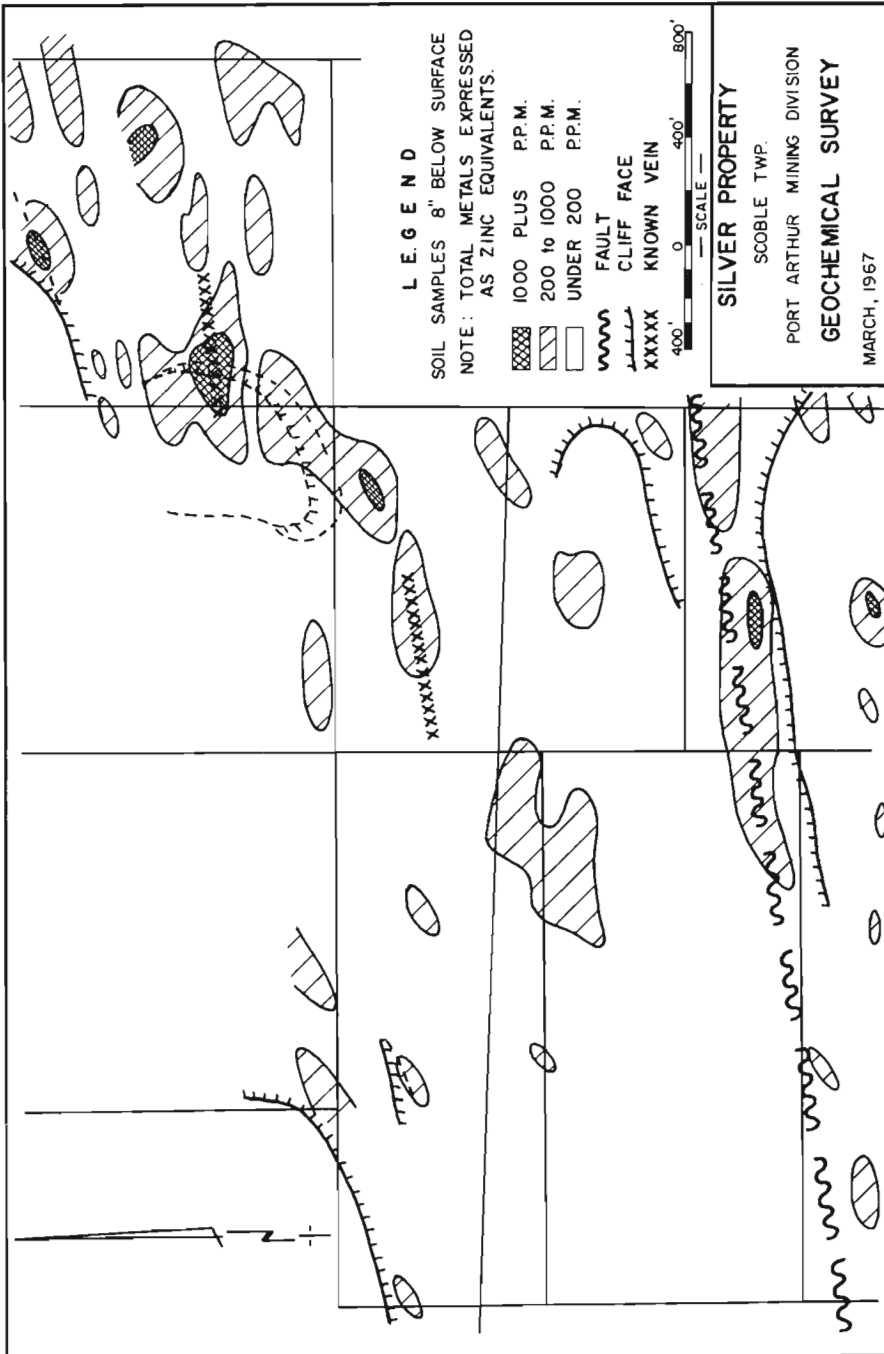 L E G E N D
SOIL SAMPLES 8" BELOW SURFACE
NOTE: TOTAL METALS EXPRESSED
AS ZINC EQUIVALENTS.
1000 PLUS P.P.M.
200 to 1000 P.P.M.
UNDER 200 P.P.M.
FAULT
CLIFF FACE
XXXXX KNOWN VEIN
400' 0 400' 800'
— SCALE —
SILVER PROPERTY
SCOBLE TWP.
PORT ARTHUR MINING DIVISION
GEOCHEMICAL SURVEY
MARCH, 1967
N